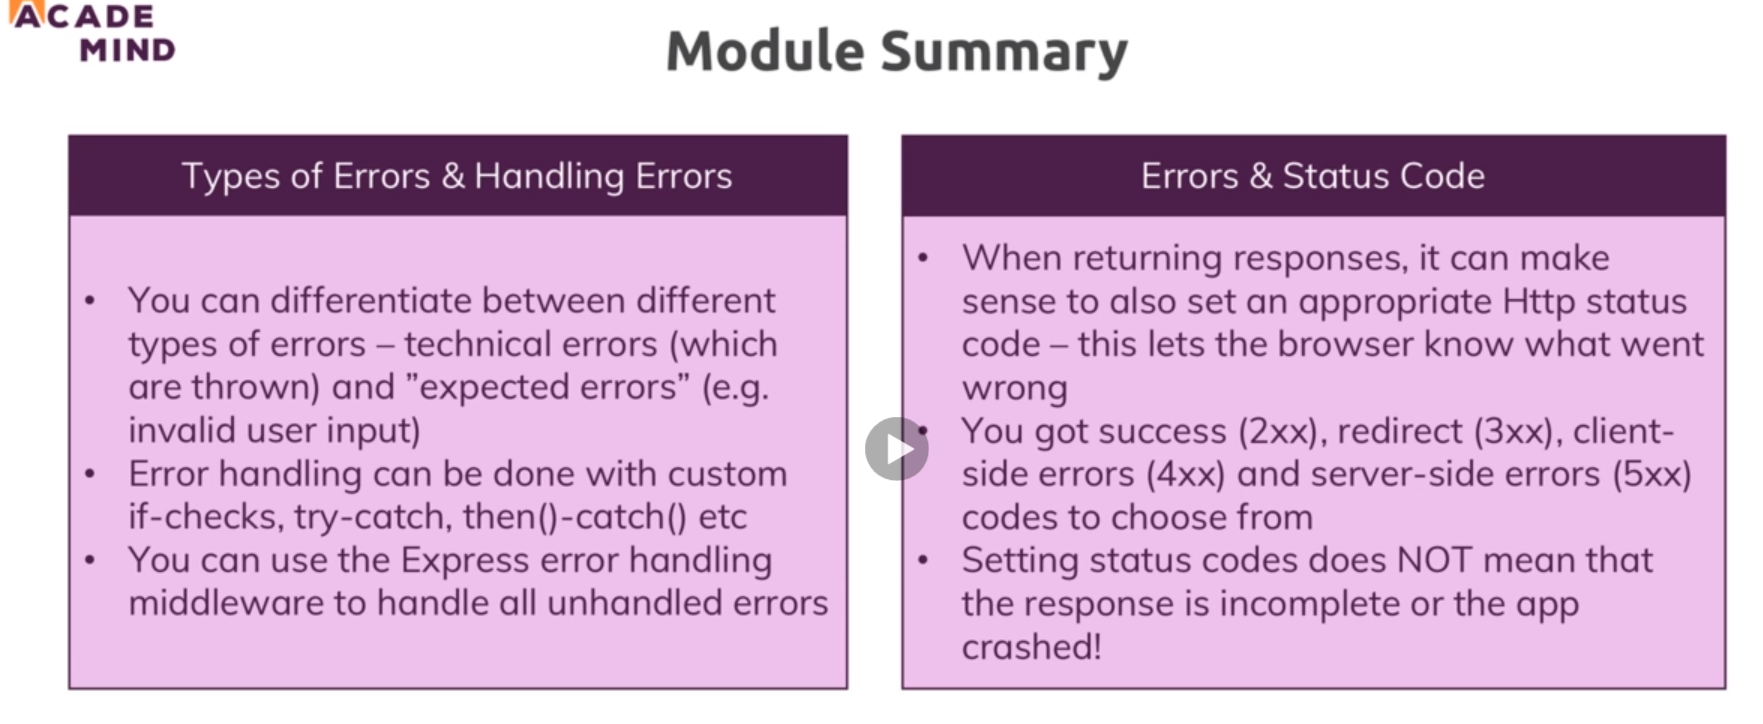 ACADE
MIND
Module Summary
Types of Errors & Handling Errors
• You can differentiate between different
types of errors – technical errors (which
are thrown) and ”expected errors” (e.g.
invalid user input)
• Error handling can be done with custom
if-checks, try-catch, then()-catch() etc
• You can use the Express error handling
middleware to handle all unhandled errors
Errors & Status Code
• When returning responses, it can make
sense to also set an appropriate Http status
code – this lets the browser know what went
wrong
• You got success (2xx), redirect (3xx), client-
side errors (4xx) and server-side errors (5xx)
codes to choose from
• Setting status codes does NOT mean that
the response is incomplete or the app
crashed!